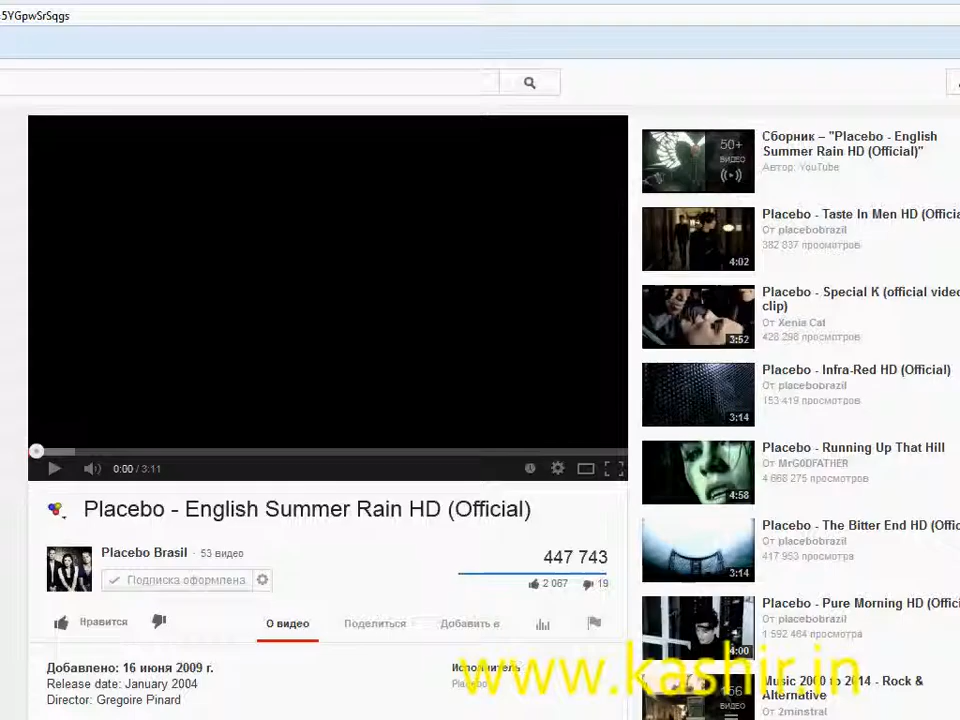 5YGpwSrSqgs
Placebo - English Summer Rain HD (Official)
0:00 / 3:11
Placebo Brasil · 53 видео
Подписка оформлена
447 743
2 067 19
Нравится
О видео Поделиться Добавить в
Добавлено: 16 июня 2009 г.
Release date: January 2004
Director: Gregoire Pinard
Исполнитель
Placebo
50+
ВИДЕО
Сборник – "Placebo - English
Summer Rain HD (Official)"
Автор: YouTube
4:02
Placebo - Taste In Men HD (Officia
От placebobrazil
382 837 просмотров
3:52
Placebo - Special K (official video
clip)
От Xenia Cat
428 298 просмотров
3:14
Placebo - Infra-Red HD (Official)
От placebobrazil
153 419 просмотров
4:58
Placebo - Running Up That Hill
От MrG0DFATHER
4 668 275 просмотров
3:14
Placebo - The Bitter End HD (Offic
От placebobrazil
417 953 просмотра
4:00
Placebo - Pure Morning HD (Offici
От placebobrazil
1 592 464 просмотра
156
ВИДЕО
Music 2000 to 2014 - Rock &
Alternative
От 2minstral
www.kashir.in